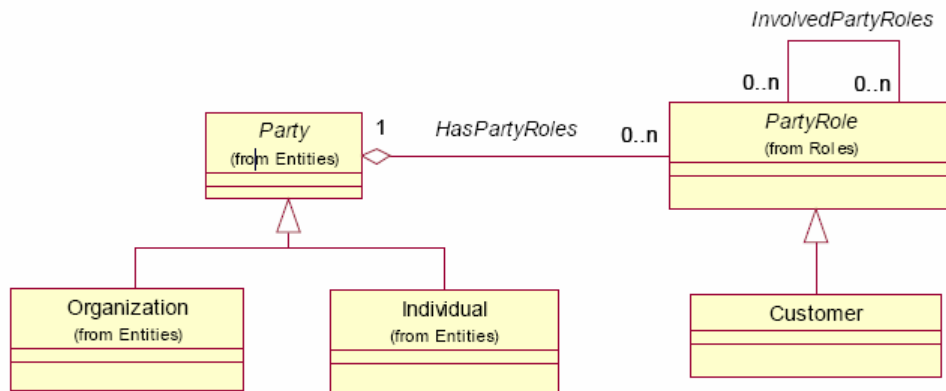 InvolvedPartyRoles
0..n
0..n
Party
(from Entities)
1
HasPartyRoles
0..n
PartyRole
(from Roles)
Organization
(from Entities)
Individual
(from Entities)
Customer